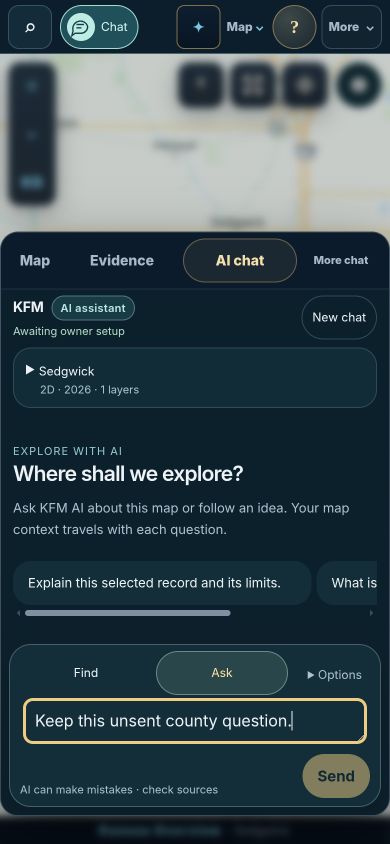 Chat
Map
?
More
Map
Evidence
AI chat
More chat
KFM
AI assistant
Awaiting owner setup
New chat
Sedgwick
2D · 2026 · 1 layers
EXPLORE WITH AI
Where shall we explore?
Ask KFM AI about this map or follow an idea. Your map
context travels with each question.
Explain this selected record and its limits.
What is
Find
Ask
Options
Keep this unsent county question.
AI can make mistakes · check sources
Send